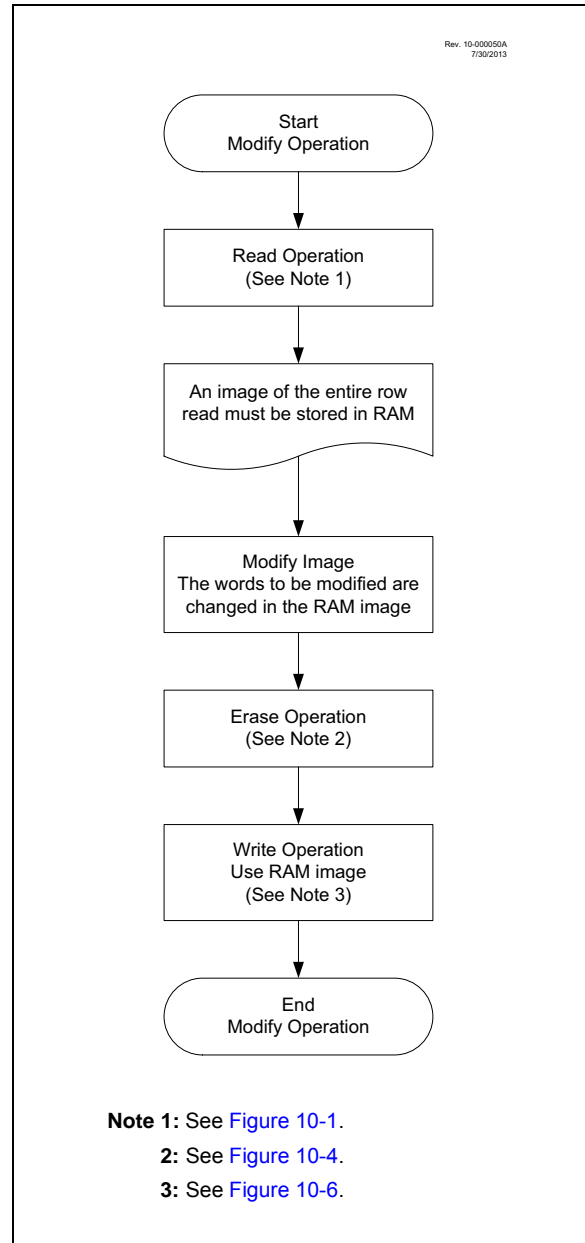 Rev. 10-000050A
7/30/2013
Start
Modify Operation
Read Operation
(See Note 1)
An image of the entire row
read must be stored in RAM
Modify Image
The words to be modified are
changed in the RAM image
Erase Operation
(See Note 2)
Write Operation
Use RAM image
(See Note 3)
End
Modify Operation
Note 1: See Figure 10-1.
2: See Figure 10-4.
3: See Figure 10-6.